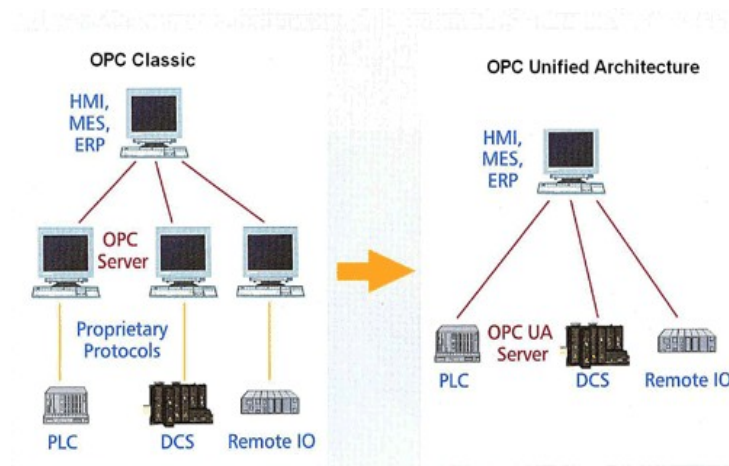 OPC Classic
HMI,
MES,
ERP
OPC
Server
Proprietary
Protocols
PLC
DCS
Remote IO
OPC Unified Architecture
HMI,
MES,
ERP
OPC UA
Server
PLC
DCS
Remote IO